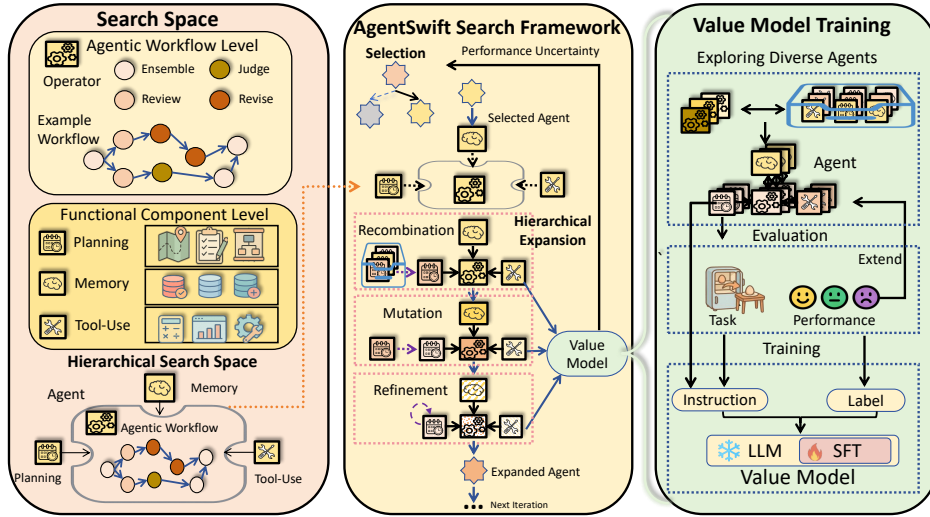 Search Space
Agentic Workflow Level
Operator
Ensemble
Judge
Review
Revise
Example
Workflow
Functional Component Level
Planning
Memory
Tool-Use
Hierarchical Search Space
Agent
Memory
Agentic Workflow
Planning
Tool-Use
AgentSwift Search Framework
Selection
Performance Uncertainty
Selected Agent
Hierarchical
Expansion
Recombination
Mutation
Refinement
Value
Model
Expanded Agent
Next Iteration
Value Model Training
Exploring Diverse Agents
Agent
Evaluation
Extend
Task
Performance
Training
Instruction
Label
LLM
SFT
Value Model